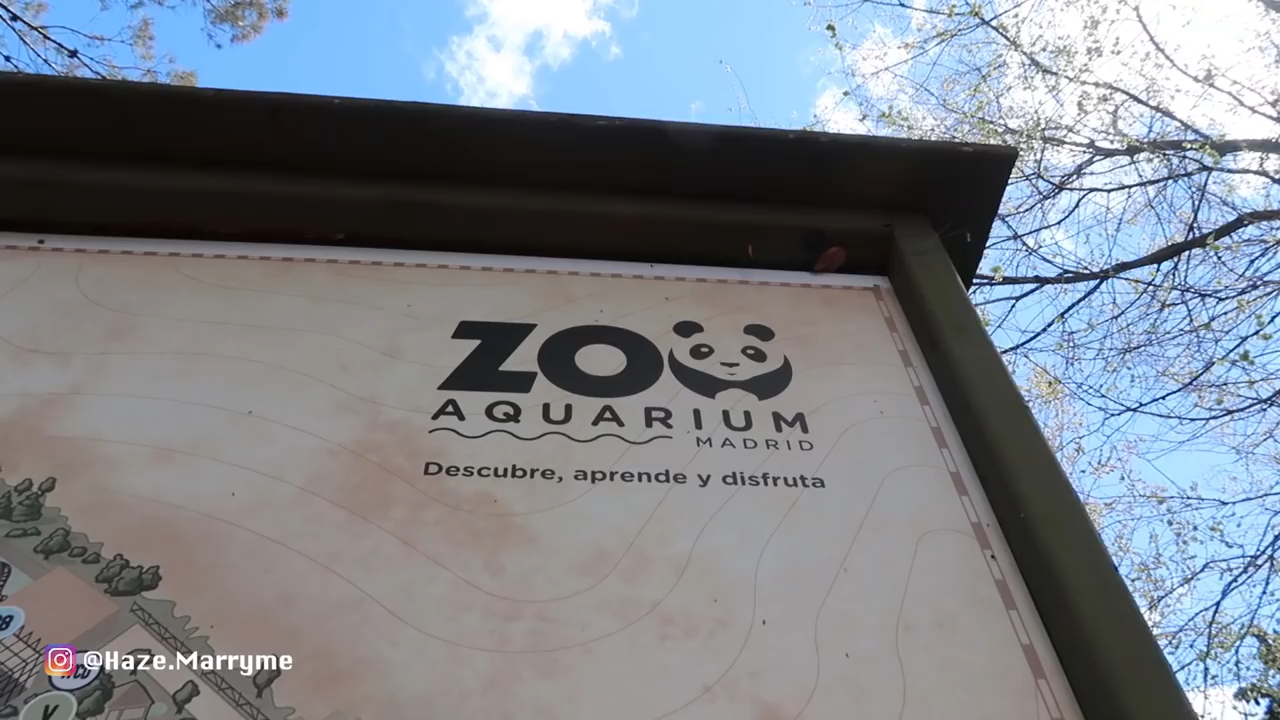 ZOO
AQUARIUM
MADRID
Descubre, aprende y disfruta
@Haze.Marryme